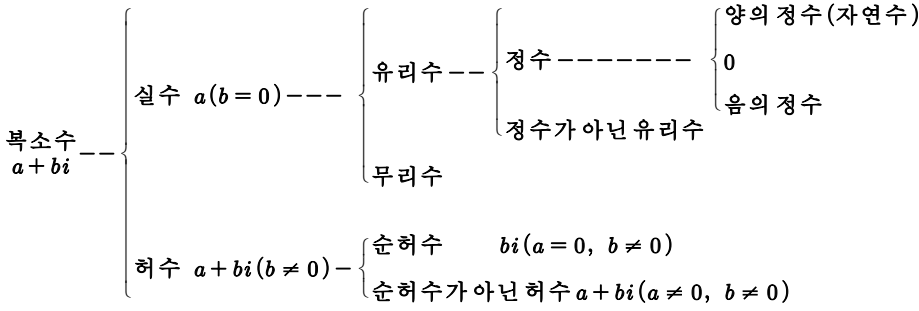 양의 정수(자연수)
유리수-- 정수------- 0
실수 a(b = 0)---
음의 정수
정수가 아닌 유리수
복소수
a + bi --
무리수
순허수 bi(a = 0, b ≠ 0)
허수 a + bi(b ≠ 0)-
순허수가 아닌 허수 a + bi(a ≠ 0, b ≠ 0)